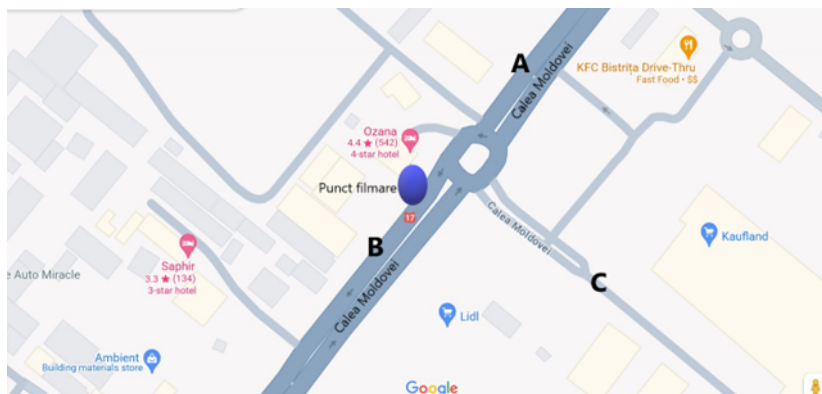 A
Calea Moldovei
KFC Bistrița Drive-Thru
Fast Food • $$
Ozana
4.4 ★ (542)
4-star hotel
Punct filmare
17
Calea Moldovei
Kaufland
B
Saphir
3.3 ★ (134)
3-star hotel
e Auto Miracle
C
Calea Moldovei
Lidl
Ambient
Building materials store
Google